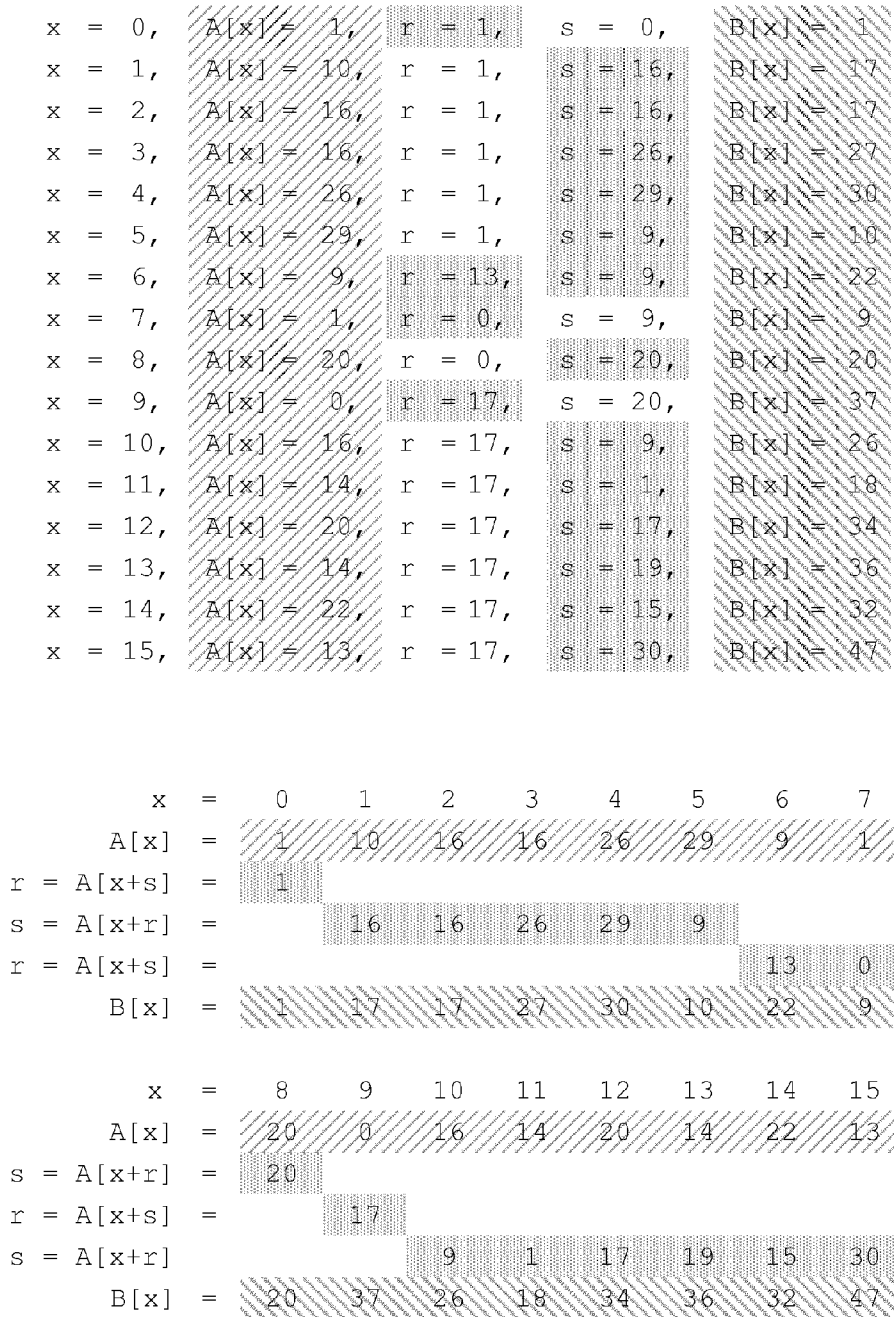 x = 0, A[x] = 1, r = 1, s = 0, B[x] = 1
x = 1, A[x] = 10, r = 1, s = 16, B[x] = 17
x = 2, A[x] = 16, r = 1, s = 16, B[x] = 17
x = 3, A[x] = 16, r = 1, s = 26, B[x] = 27
x = 4, A[x] = 26, r = 1, s = 29, B[x] = 30
x = 5, A[x] = 29, r = 1, s = 9, B[x] = 10
x = 6, A[x] = 9, r = 13, s = 9, B[x] = 22
x = 7, A[x] = 1, r = 0, s = 9, B[x] = 9
x = 8, A[x] = 20, r = 0, s = 20, B[x] = 20
x = 9, A[x] = 0, r = 17, s = 20, B[x] = 37
x = 10, A[x] = 16, r = 17, s = 9, B[x] = 26
x = 11, A[x] = 14, r = 17, s = 1, B[x] = 18
x = 12, A[x] = 20, r = 17, s = 17, B[x] = 34
x = 13, A[x] = 14, r = 17, s = 19, B[x] = 36
x = 14, A[x] = 22, r = 17, s = 15, B[x] = 32
x = 15, A[x] = 13, r = 17, s = 30, B[x] = 47
x = 0 1 2 3 4 5 6 7
A[x] = 1 10 16 16 26 29 9 1
r = A[x+s] = 1
s = A[x+r] = 16 16 26 29 9
r = A[x+s] = 13 0
B[x] = 1 17 17 27 30 10 22 9
x = 8 9 10 11 12 13 14 15
A[x] = 20 0 16 14 20 14 22 13
s = A[x+r] = 20
r = A[x+s] = 17
s = A[x+r] 9 1 17 19 15 30
B[x] = 20 37 26 18 34 36 32 47